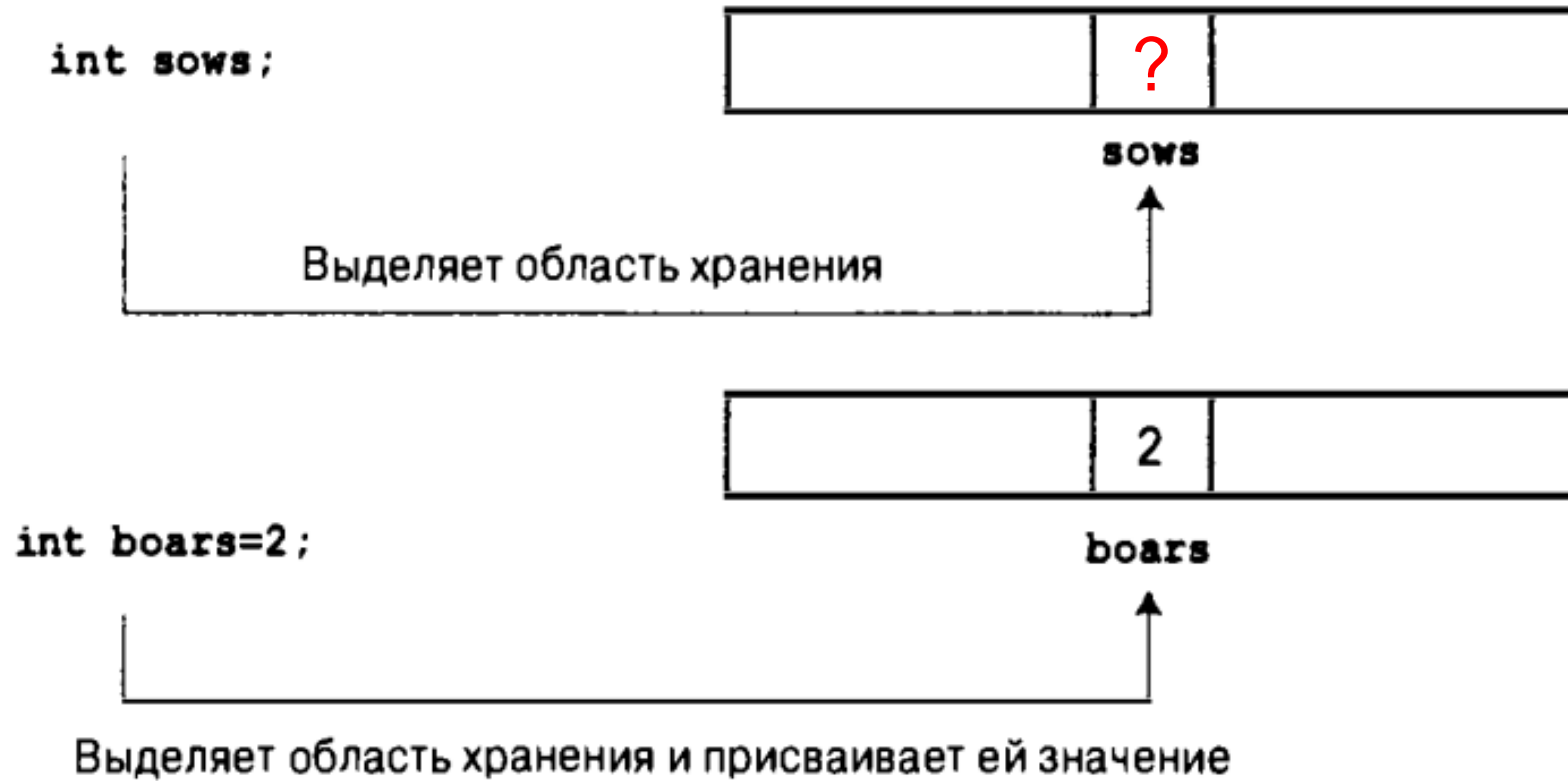 int sows;
?
sows
Выделяет область хранения
2
int boars=2;
boars
Выделяет область хранения и присваивает ей значение